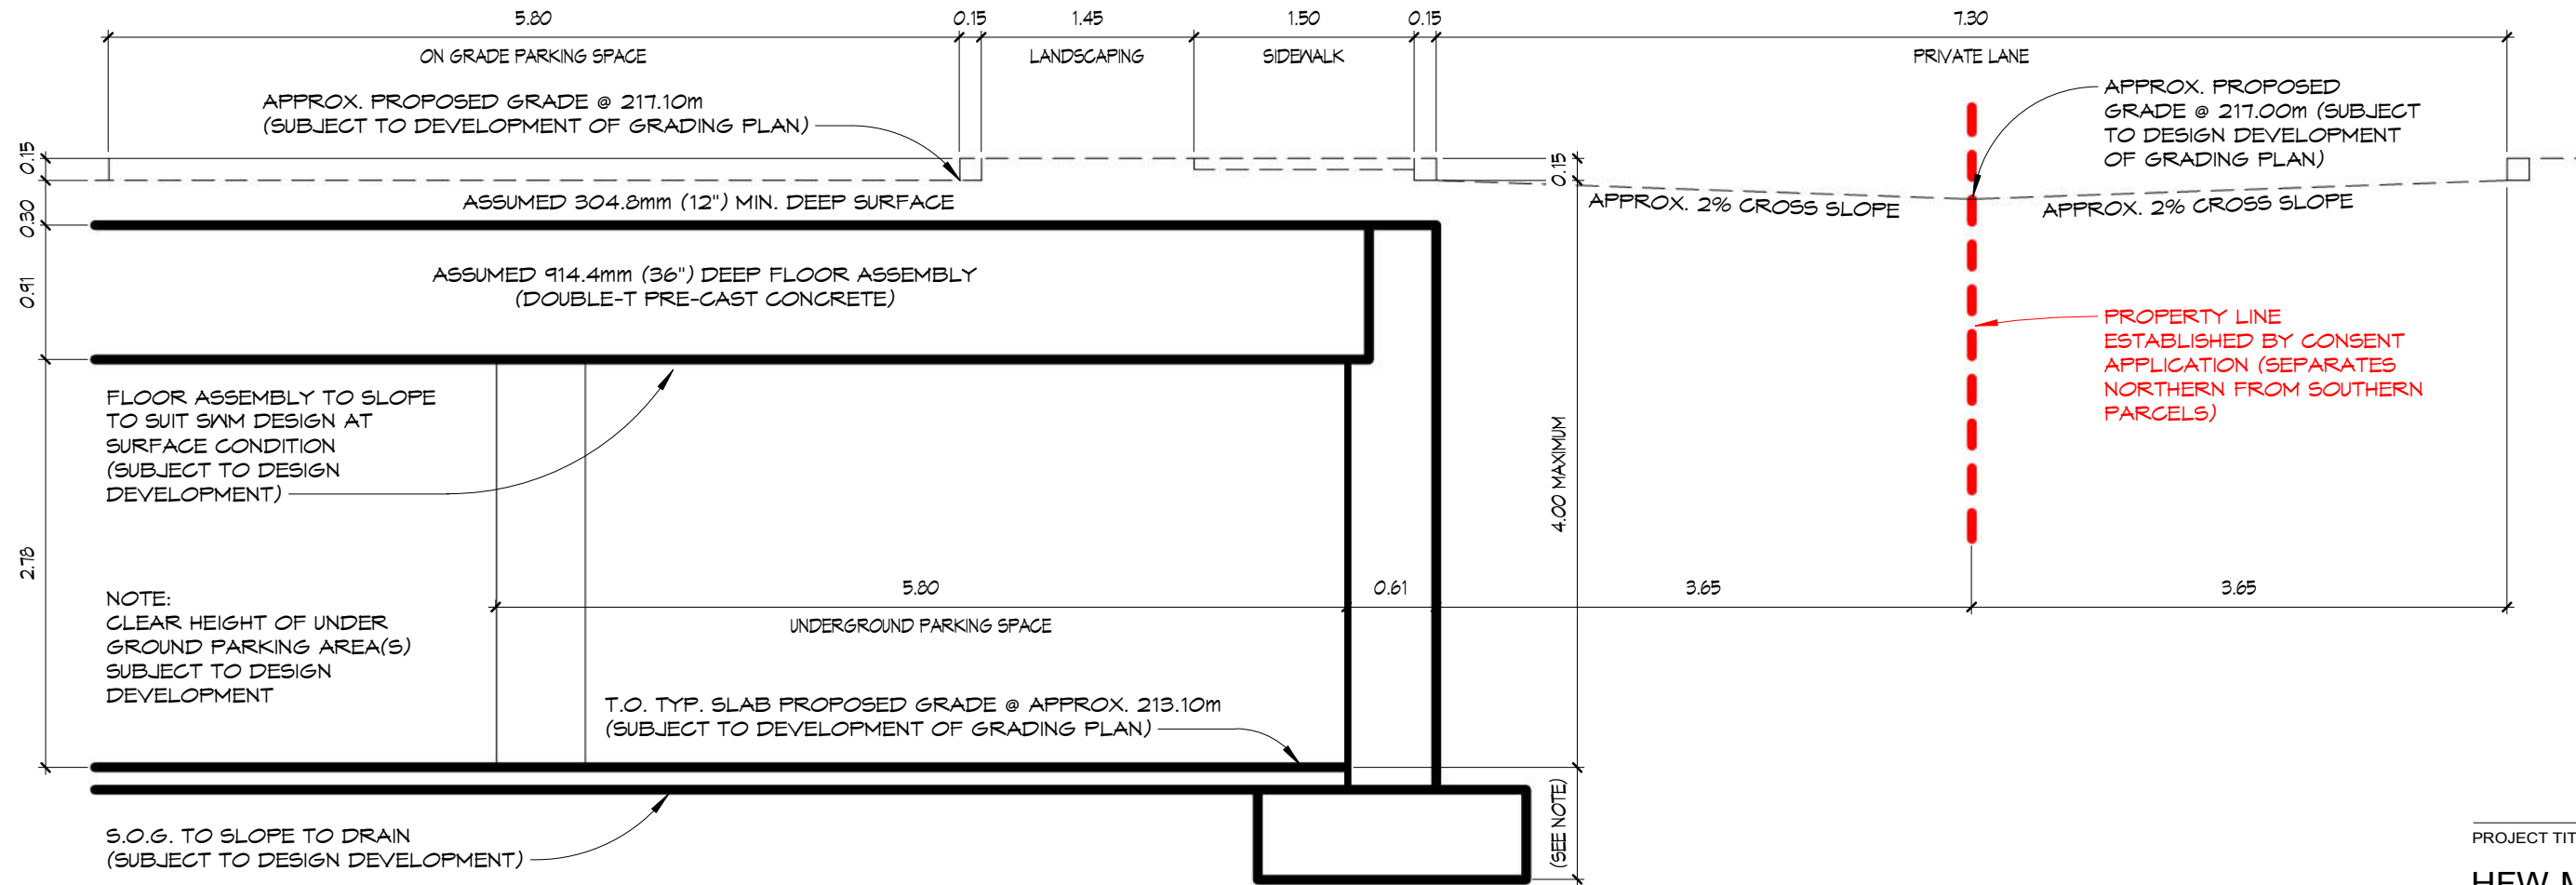 5.80
0.15
1.45
1.50
0.15
7.30
ON GRADE PARKING SPACE
LANDSCAPING
SIDEWALK
PRIVATE LANE
APPROX. PROPOSED GRADE @ 217.10m
(SUBJECT TO DEVELOPMENT OF GRADING PLAN)
APPROX. PROPOSED
GRADE @ 217.00m (SUBJECT
TO DESIGN DEVELOPMENT
OF GRADING PLAN)
0.15
0.15
ASSUMED 304.8mm (12") MIN. DEEP SURFACE
APPROX. 2% CROSS SLOPE
APPROX. 2% CROSS SLOPE
0.30
ASSUMED 914.4mm (36") DEEP FLOOR ASSEMBLY
(DOUBLE-T PRE-CAST CONCRETE)
0.91
PROPERTY LINE
ESTABLISHED BY CONSENT
APPLICATION (SEPARATES
NORTHERN FROM SOUTHERN
PARCELS)
FLOOR ASSEMBLY TO SLOPE
TO SUIT SWM DESIGN AT
SURFACE CONDITION
(SUBJECT TO DESIGN
DEVELOPMENT)
4.00 MAXIMUM
2.78
NOTE:
CLEAR HEIGHT OF UNDER
GROUND PARKING AREA(S)
SUBJECT TO DESIGN
DEVELOPMENT
5.80
0.61
3.65
3.65
UNDERGROUND PARKING SPACE
T.O. TYP. SLAB PROPOSED GRADE @ APPROX. 213.10m
(SUBJECT TO DEVELOPMENT OF GRADING PLAN)
(SEE NOTE)
S.O.G. TO SLOPE TO DRAIN
(SUBJECT TO DESIGN DEVELOPMENT)
PROJECT TIT